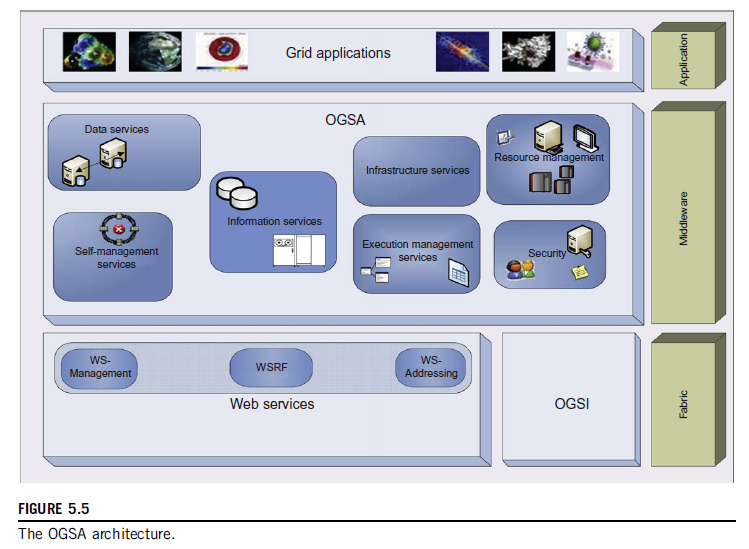 Grid applications
Application
OGSA
Data services
Infrastructure services
Resource management
Information services
Self-management
services
Execution management
services
Security
Middleware
WS-
Management
WSRF
WS-
Addressing
Web services
OGSI
Fabric
FIGURE 5.5
The OGSA architecture.